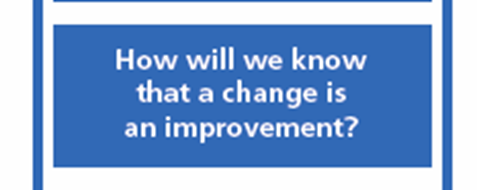 How will we know
that a change is
an improvement?